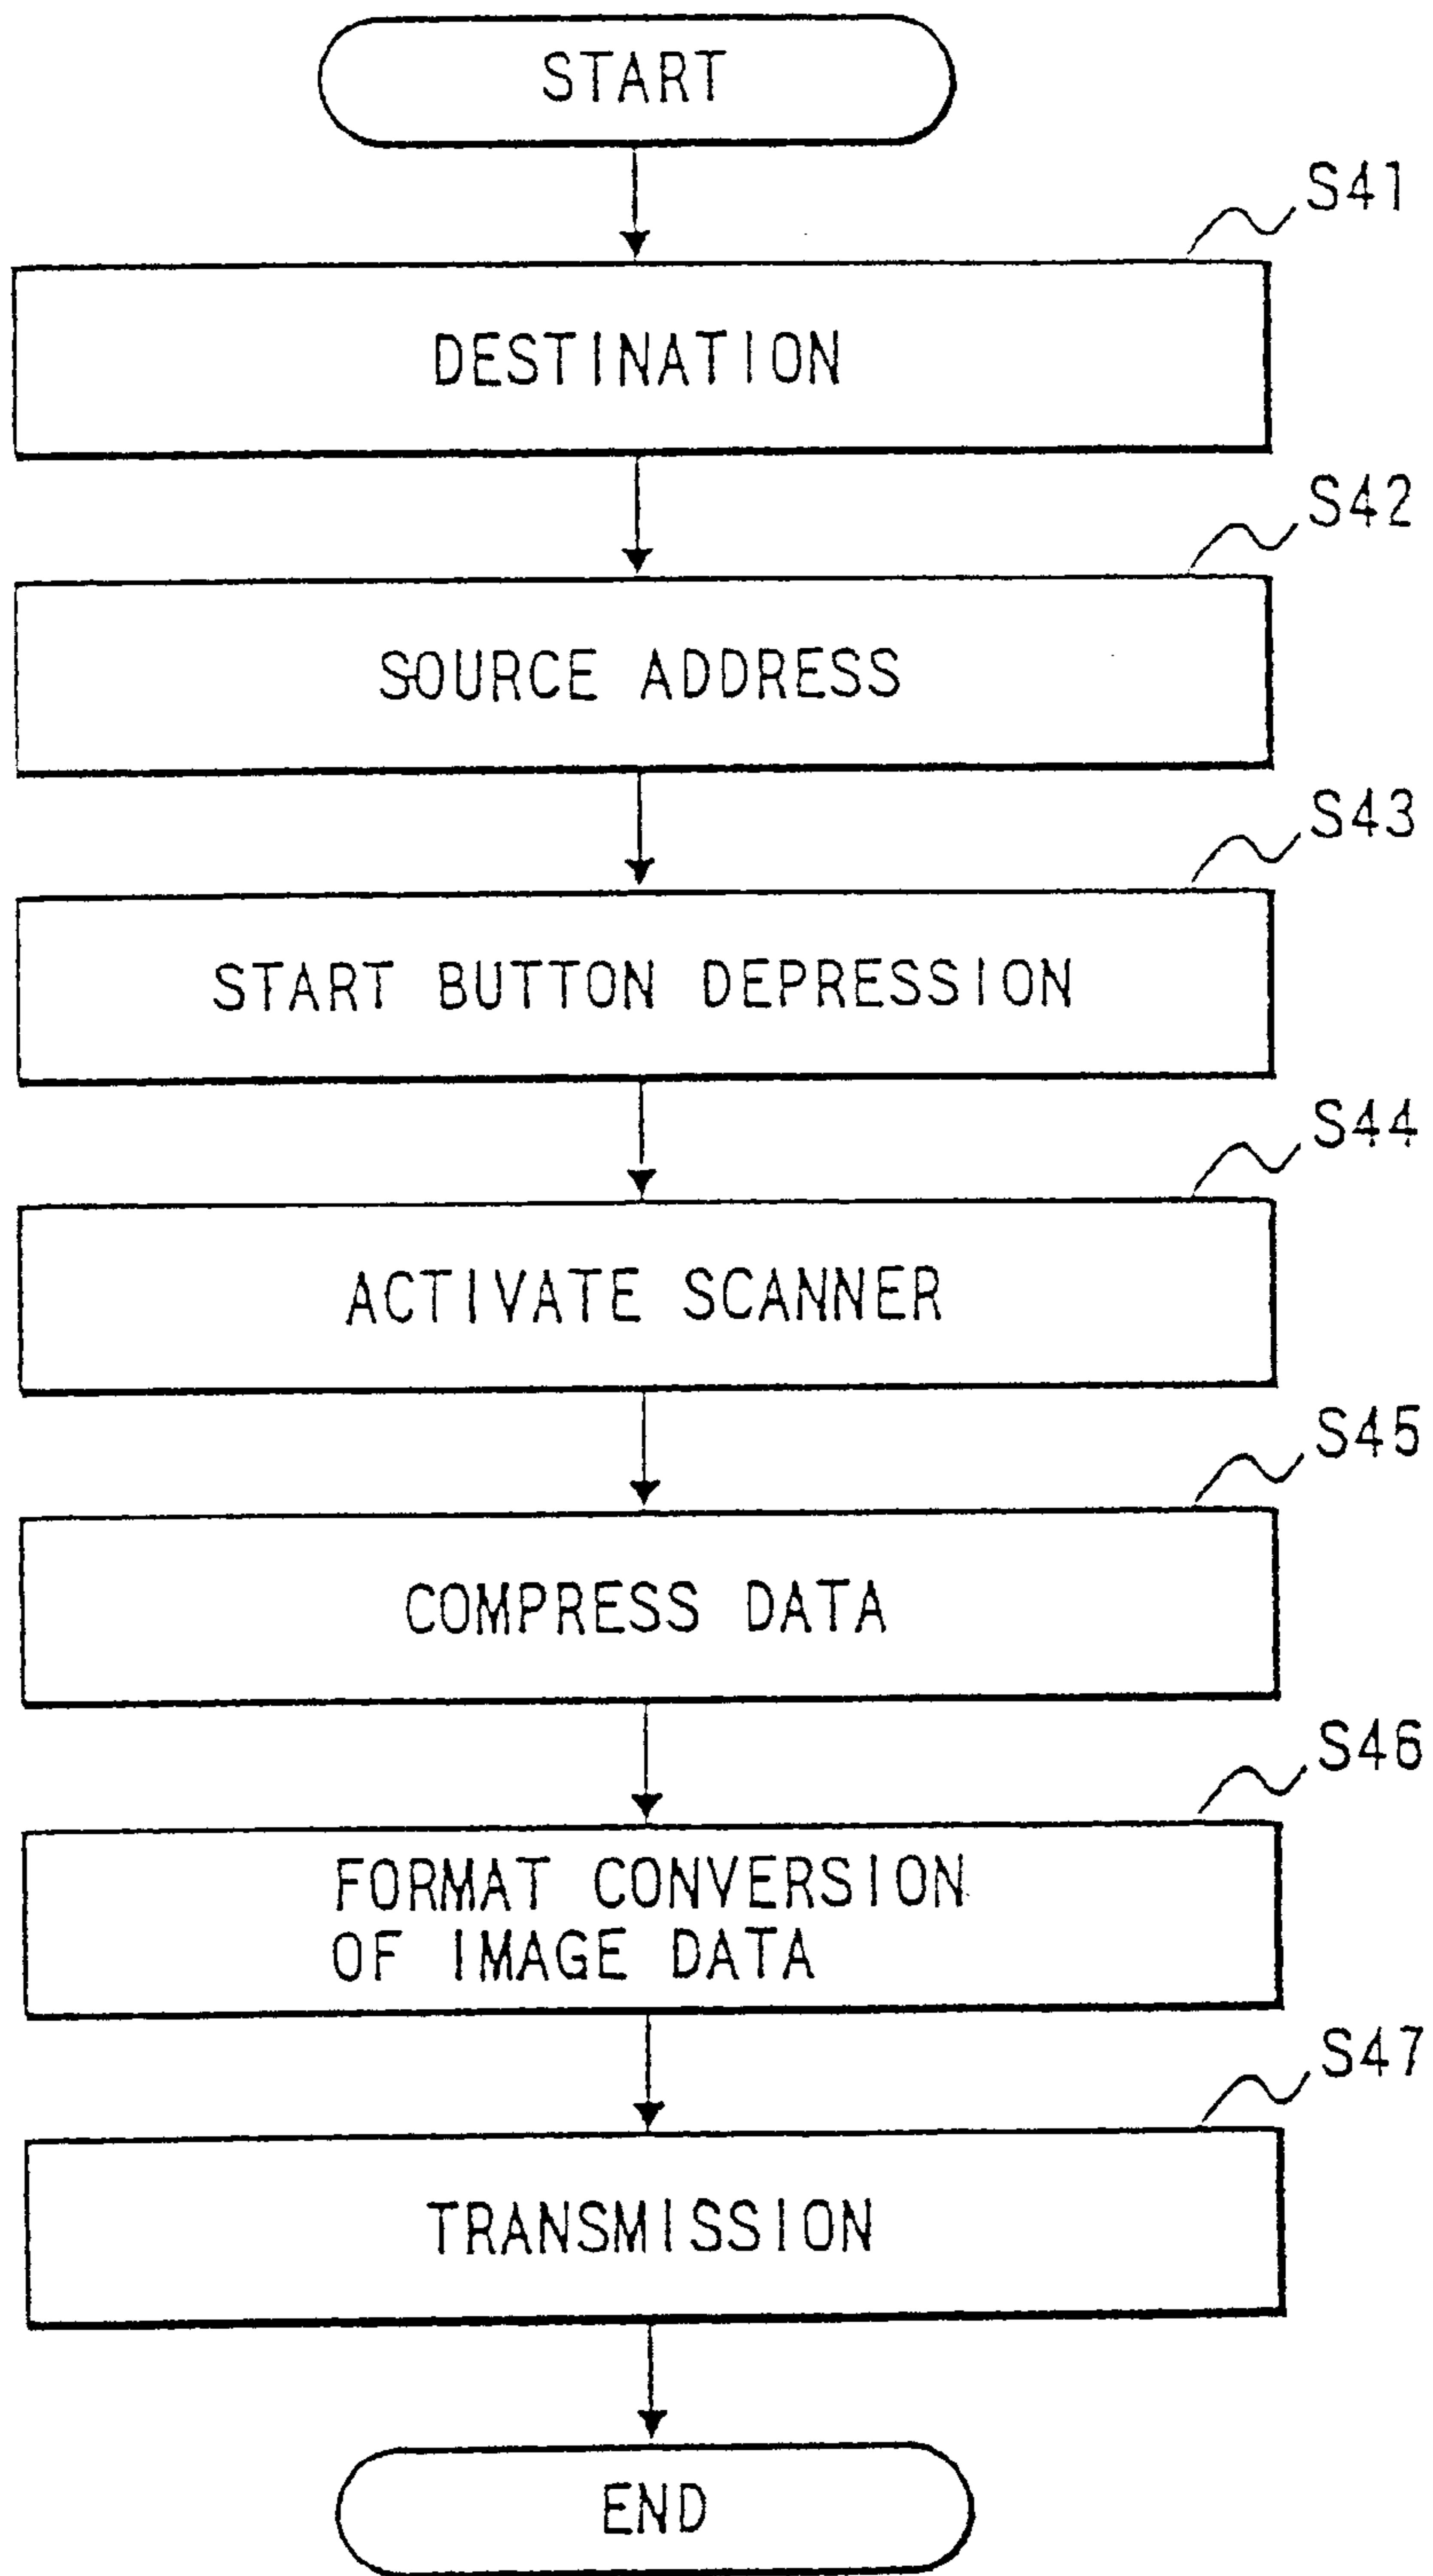 START
S41
DESTINATION
S42
SOURCE ADDRESS
S43
START BUTTON DEPRESSION
S44
ACTIVATE SCANNER
S45
COMPRESS DATA
S46
FORMAT CONVERSION
OF IMAGE DATA
S47
TRANSMISSION
END